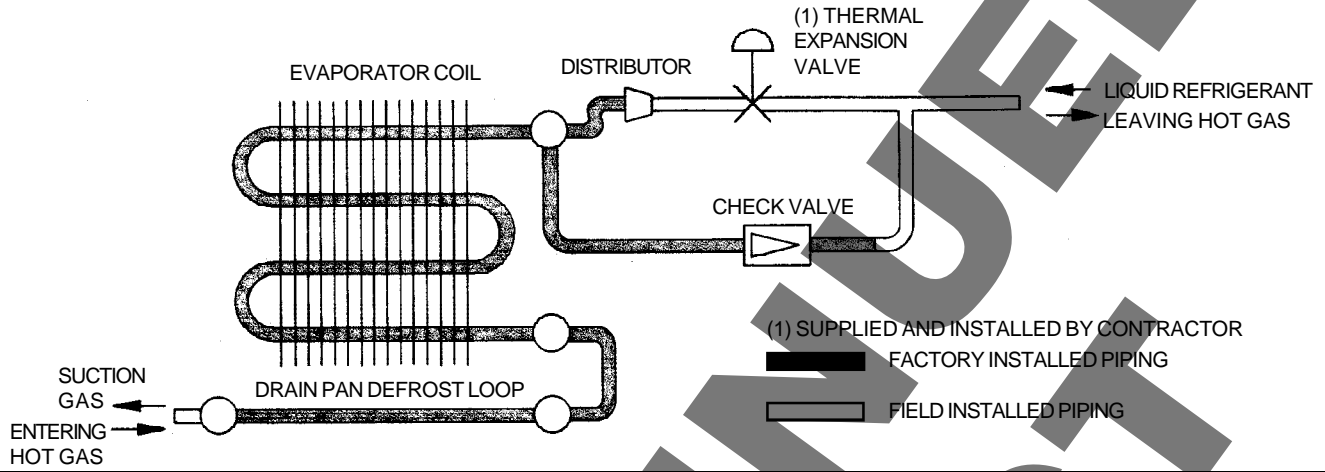 (1) THERMAL
EXPANSION
VALVE
DISTRIBUTOR
EVAPORATOR COIL
LIQUID REFRIGERANT
LEAVING HOT GAS
CHECK VALVE
(1) SUPPLIED AND INSTALLED BY CONTRACTOR
FACTORY INSTALLED PIPING
FIELD INSTALLED PIPING
DRAIN PAN DEFROST LOOP
SUCTION
GAS
ENTERING
HOT GAS